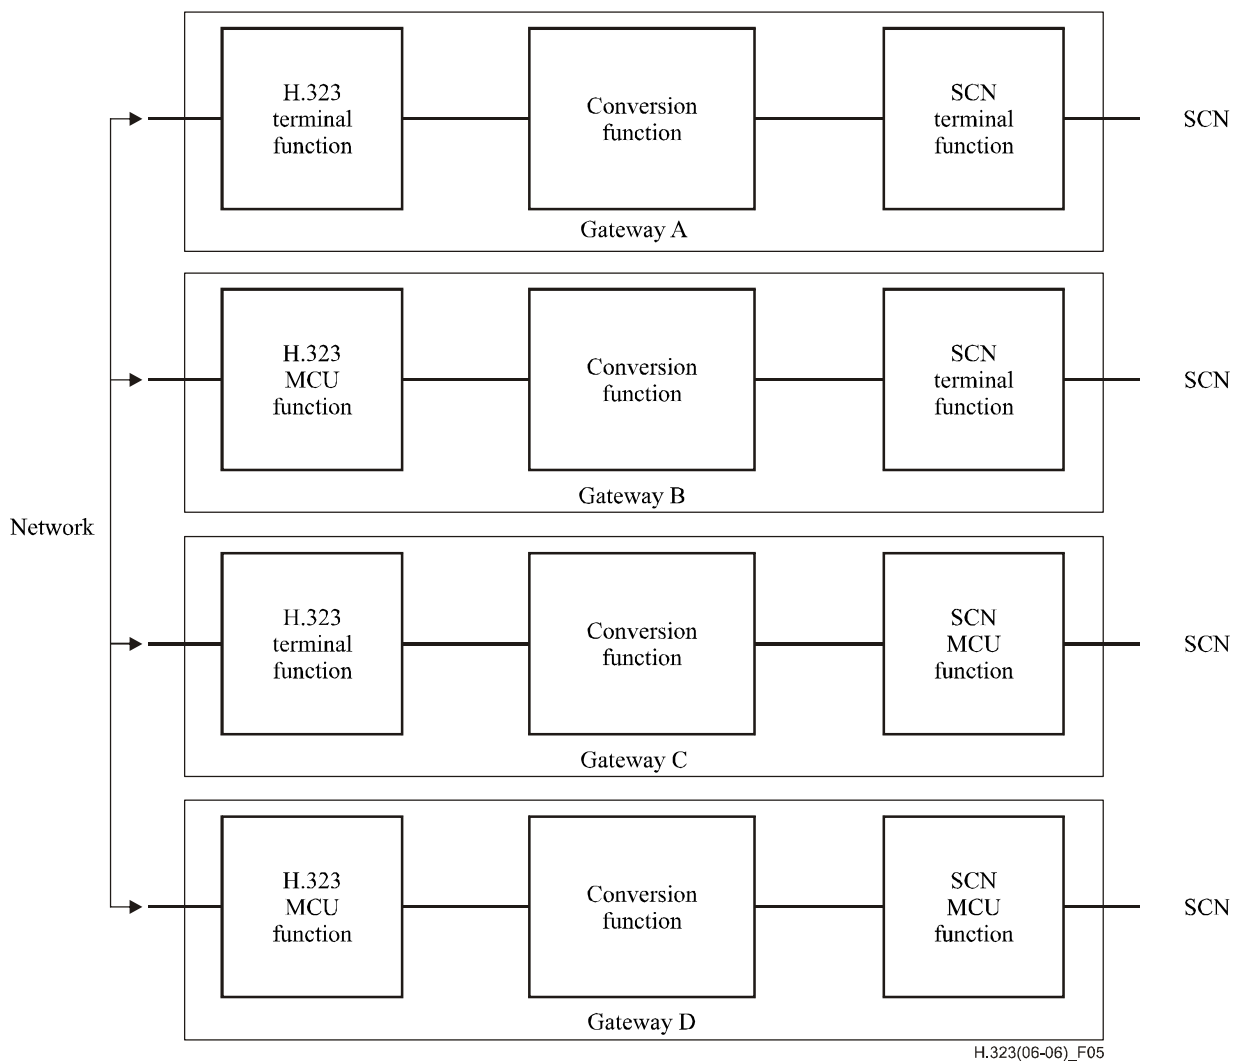 H.323
terminal
function
Conversion
function
SCN
terminal
function
SCN
Gateway A
H.323
MCU
function
Conversion
function
SCN
terminal
function
SCN
Gateway B
Network
H.323
terminal
function
Conversion
function
SCN
MCU
function
SCN
Gateway C
H.323
MCU
function
Conversion
function
SCN
MCU
function
SCN
Gateway D
H.323(06-06)_F05